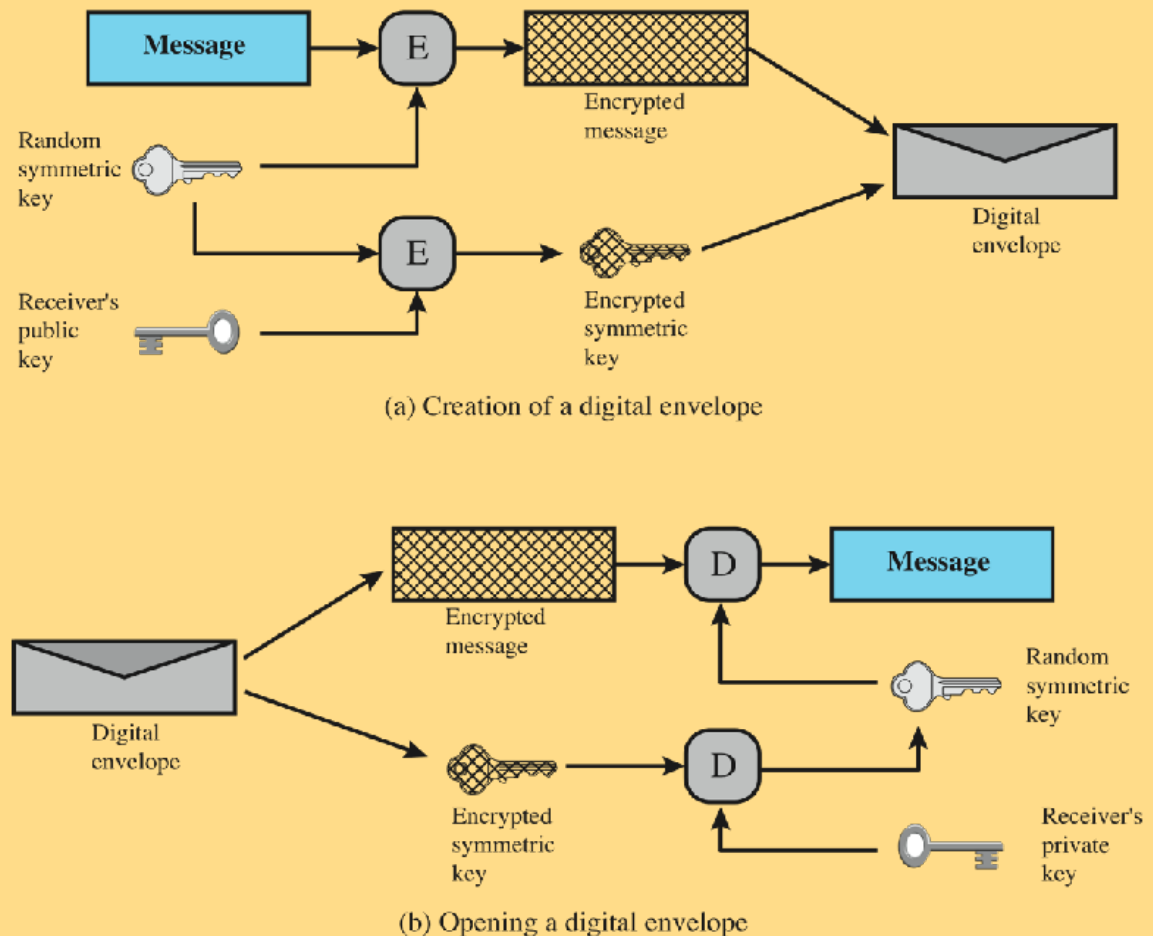 Message
E
Encrypted
message
Random
symmetric
key
Digital
envelope
E
Receiver's
public
key
Encrypted
symmetric
key
(a) Creation of a digital envelope
D
Message
Encrypted
message
Random
symmetric
key
Digital
envelope
D
Encrypted
symmetric
key
Receiver's
private
key
(b) Opening a digital envelope